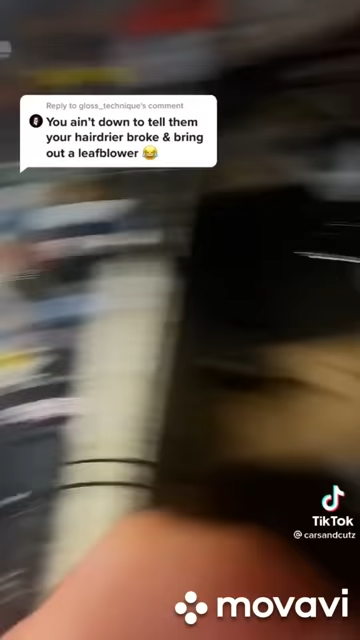 Reply to gloss_technique's comment
You ain't down to tell them
your hairdrier broke & bring
out a leafblower 😂
TikTok
@carsandcutz
movavi